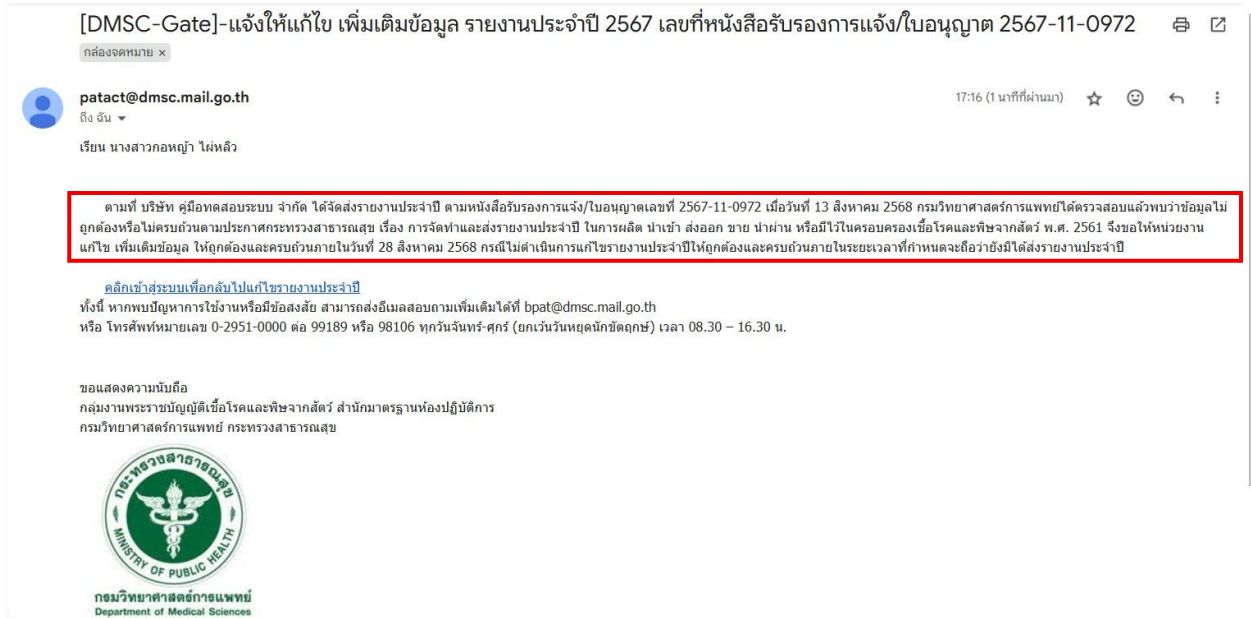 [DMSC-Gate]-แจ้งให้แก้ไข เพิ่มเติมข้อมูล รายงานประจำปี 2567 เลขที่หนังสือรับรองการแจ้ง/ใบอนุญาต 2567-11-0972
กล่องจดหมาย ×
patact@dmsc.mail.go.th
17:16 (1 นาทีที่ผ่านมา)
ถึง ฉัน
เรียน นางสาวกอหญ้า ไผ่หลิว
ตามที่ บริษัท คู่มือทดสอบระบบ จำกัด ได้จัดส่งรายงานประจำปี ตามหนังสือรับรองการแจ้ง/ใบอนุญาตเลขที่ 2567-11-0972 เมื่อวันที่ 13 สิงหาคม 2568 กรมวิทยาศาสตร์การแพทย์ได้ตรวจสอบแล้วพบว่าข้อมูลไม่
ถูกต้องหรือไม่ครบถ้วนตามประกาศกระทรวงสาธารณสุข เรื่อง การจัดทำและส่งรายงานประจำปี ในการผลิต นำเข้า ส่งออก ขาย นำผ่าน หรือมีไว้ในครอบครองเชื้อโรคและพิษจากสัตว์ พ.ศ. 2561 จึงขอให้หน่วยงาน
แก้ไข เพิ่มเติมข้อมูล ให้ถูกต้องและครบถ้วนภายในวันที่ 28 สิงหาคม 2568 กรณีไม่ดำเนินการแก้ไขรายงานประจำปีให้ถูกต้องและครบถ้วนภายในระยะเวลาที่กำหนดจะถือว่ายังมิได้ส่งรายงานประจำปี
คลิกเข้าสู่ระบบเพื่อกลับไปแก้ไขรายงานประจำปี
ทั้งนี้ หากพบปัญหาการใช้งานหรือมีข้อสงสัย สามารถส่งอีเมลสอบถามเพิ่มเติมได้ที่ bpat@dmsc.mail.go.th
หรือ โทรศัพท์หมายเลข 0-2951-0000 ต่อ 99189 หรือ 98106 ทุกวันจันทร์-ศุกร์ (ยกเว้นวันหยุดนักขัตฤกษ์) เวลา 08.30 – 16.30 น.
ขอแสดงความนับถือ
กลุ่มงานพระราชบัญญัติเชื้อโรคและพิษจากสัตว์ สำนักมาตรฐานห้องปฏิบัติการ
กรมวิทยาศาสตร์การแพทย์ กระทรวงสาธารณสุข
กระทรวงสาธารณสุข
MINISTRY OF PUBLIC HEALTH
กรมวิทยาศาสตร์การแพทย์
Department of Medical Sciences